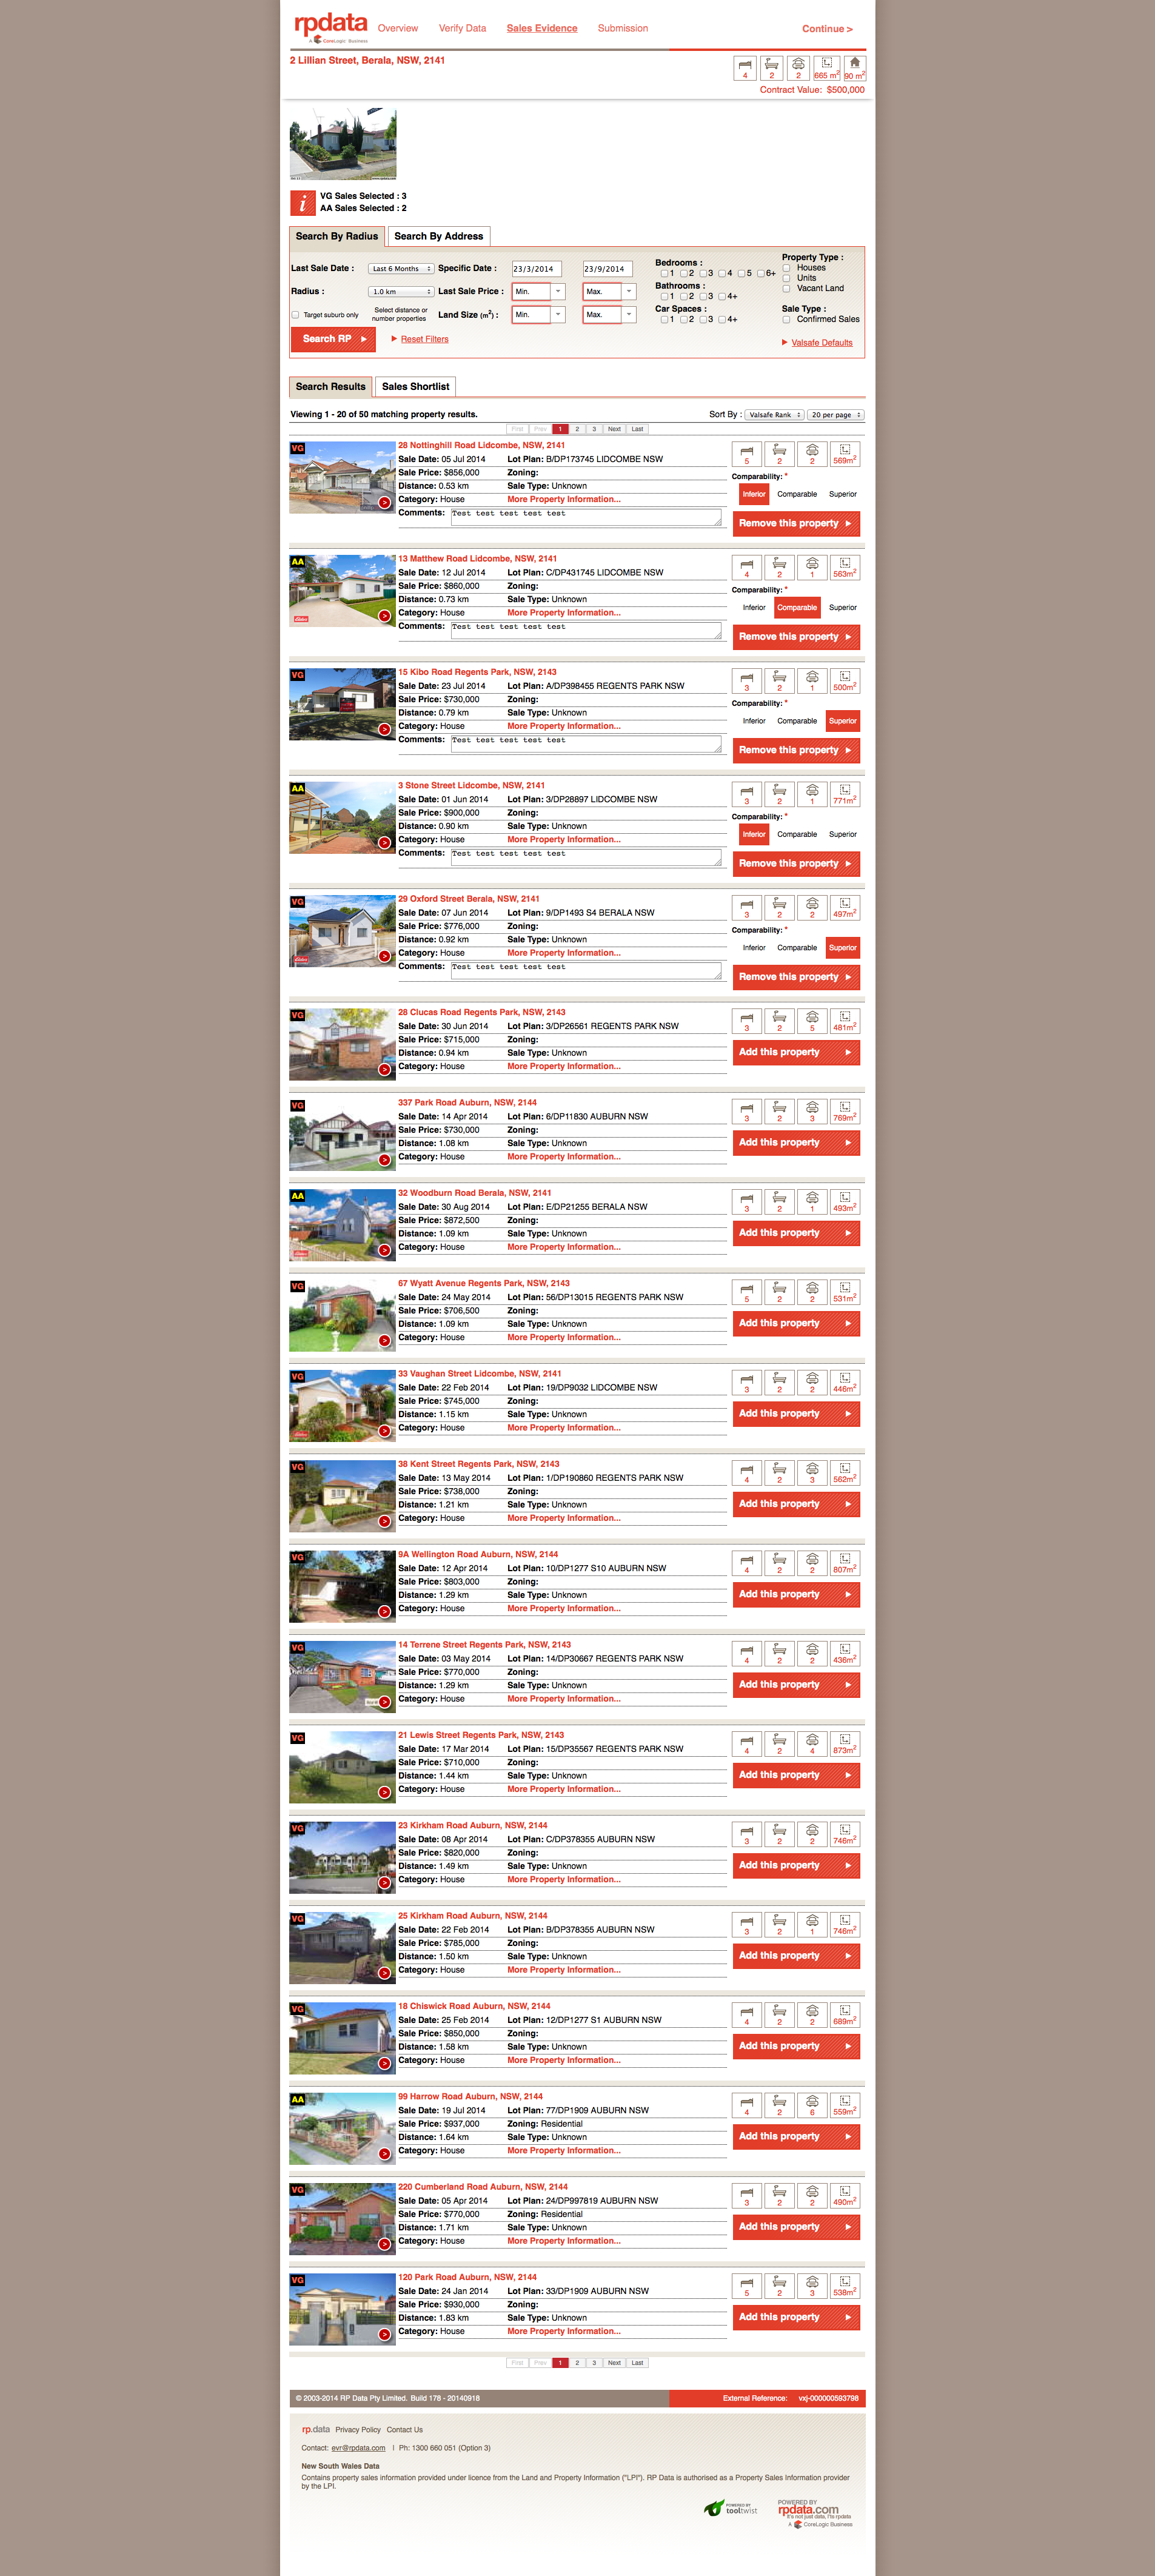 rpdata
A CoreLogic Business
Overview Verify Data Sales Evidence Submission Continue >
2 Lillian Street, Berala, NSW, 2141
4 2 2 665 m² 90 m²
Contract Value: $500,000
VG Sales Selected : 3
AA Sales Selected : 2
Search By Radius Search By Address
Last Sale Date : Last 6 Months Specific Date : 23/3/2014 23/9/2014
Radius : 1.0 km Last Sale Price : Min. Max.
Target suburb only Select distance or number properties Land Size (m²) : Min. Max.
Bedrooms :
1 2 3 4 5 6+
Bathrooms :
1 2 3 4+
Car Spaces :
1 2 3 4+
Property Type :
Houses
Units
Vacant Land
Sale Type :
Confirmed Sales
Search RP Reset Filters Valsafe Defaults
Search Results Sales Shortlist
Viewing 1 - 20 of 50 matching property results. Sort By : Valsafe Rank 20 per page
First Prev 1 2 3 Next Last
VG
28 Nottinghill Road Lidcombe, NSW, 2141
Sale Date: 05 Jul 2014 Lot Plan: B/DP173745 LIDCOMBE NSW
Sale Price: $856,000 Zoning:
Distance: 0.53 km Sale Type: Unknown
Category: House More Property Information...
Comments: Test test test test test
5 2 2 569m²
Comparability: *
Inferior Comparable Superior
Remove this property
AA
13 Matthew Road Lidcombe, NSW, 2141
Sale Date: 12 Jul 2014 Lot Plan: C/DP431745 LIDCOMBE NSW
Sale Price: $860,000 Zoning:
Distance: 0.73 km Sale Type: Unknown
Category: House More Property Information...
Comments: Test test test test test
4 2 1 563m²
Comparability: *
Inferior Comparable Superior
Remove this property
VG
15 Kibo Road Regents Park, NSW, 2143
Sale Date: 23 Jul 2014 Lot Plan: A/DP398455 REGENTS PARK NSW
Sale Price: $730,000 Zoning:
Distance: 0.79 km Sale Type: Unknown
Category: House More Property Information...
Comments: Test test test test test
3 2 1 500m²
Comparability: *
Inferior Comparable Superior
Remove this property
AA
3 Stone Street Lidcombe, NSW, 2141
Sale Date: 01 Jun 2014 Lot Plan: 3/DP28897 LIDCOMBE NSW
Sale Price: $900,000 Zoning:
Distance: 0.90 km Sale Type: Unknown
Category: House More Property Information...
Comments: Test test test test test
3 2 1 771m²
Comparability: *
Inferior Comparable Superior
Remove this property
VG
29 Oxford Street Berala, NSW, 2141
Sale Date: 07 Jun 2014 Lot Plan: 9/DP1493 S4 BERALA NSW
Sale Price: $776,000 Zoning:
Distance: 0.92 km Sale Type: Unknown
Category: House More Property Information...
Comments: Test test test test test
3 2 2 497m²
Comparability: *
Inferior Comparable Superior
Remove this property
VG
28 Clucas Road Regents Park, NSW, 2143
Sale Date: 30 Jun 2014 Lot Plan: 3/DP26561 REGENTS PARK NSW
Sale Price: $715,000 Zoning:
Distance: 0.94 km Sale Type: Unknown
Category: House More Property Information...
3 2 5 481m²
Add this property
VG
337 Park Road Auburn, NSW, 2144
Sale Date: 14 Apr 2014 Lot Plan: 6/DP11830 AUBURN NSW
Sale Price: $730,000 Zoning:
Distance: 1.08 km Sale Type: Unknown
Category: House More Property Information...
3 2 3 769m²
Add this property
AA
32 Woodburn Road Berala, NSW, 2141
Sale Date: 30 Aug 2014 Lot Plan: E/DP21255 BERALA NSW
Sale Price: $872,500 Zoning:
Distance: 1.09 km Sale Type: Unknown
Category: House More Property Information...
3 2 1 493m²
Add this property
VG
67 Wyatt Avenue Regents Park, NSW, 2143
Sale Date: 24 May 2014 Lot Plan: 56/DP13015 REGENTS PARK NSW
Sale Price: $706,500 Zoning:
Distance: 1.09 km Sale Type: Unknown
Category: House More Property Information...
5 2 2 531m²
Add this property
VG
33 Vaughan Street Lidcombe, NSW, 2141
Sale Date: 22 Feb 2014 Lot Plan: 19/DP9032 LIDCOMBE NSW
Sale Price: $745,000 Zoning:
Distance: 1.15 km Sale Type: Unknown
Category: House More Property Information...
3 2 2 446m²
Add this property
VG
38 Kent Street Regents Park, NSW, 2143
Sale Date: 13 May 2014 Lot Plan: 1/DP190860 REGENTS PARK NSW
Sale Price: $738,000 Zoning:
Distance: 1.21 km Sale Type: Unknown
Category: House More Property Information...
4 2 3 562m²
Add this property
VG
9A Wellington Road Auburn, NSW, 2144
Sale Date: 12 Apr 2014 Lot Plan: 10/DP1277 S10 AUBURN NSW
Sale Price: $803,000 Zoning:
Distance: 1.29 km Sale Type: Unknown
Category: House More Property Information...
4 2 2 807m²
Add this property
VG
14 Terrene Street Regents Park, NSW, 2143
Sale Date: 03 May 2014 Lot Plan: 14/DP30667 REGENTS PARK NSW
Sale Price: $770,000 Zoning:
Distance: 1.29 km Sale Type: Unknown
Category: House More Property Information...
4 2 2 436m²
Add this property
VG
21 Lewis Street Regents Park, NSW, 2143
Sale Date: 17 Mar 2014 Lot Plan: 15/DP35567 REGENTS PARK NSW
Sale Price: $710,000 Zoning:
Distance: 1.44 km Sale Type: Unknown
Category: House More Property Information...
4 2 4 873m²
Add this property
VG
23 Kirkham Road Auburn, NSW, 2144
Sale Date: 08 Apr 2014 Lot Plan: C/DP378355 AUBURN NSW
Sale Price: $820,000 Zoning:
Distance: 1.49 km Sale Type: Unknown
Category: House More Property Information...
3 2 2 746m²
Add this property
VG
25 Kirkham Road Auburn, NSW, 2144
Sale Date: 22 Feb 2014 Lot Plan: B/DP378355 AUBURN NSW
Sale Price: $785,000 Zoning:
Distance: 1.50 km Sale Type: Unknown
Category: House More Property Information...
3 2 1 746m²
Add this property
VG
18 Chiswick Road Auburn, NSW, 2144
Sale Date: 25 Feb 2014 Lot Plan: 12/DP1277 S1 AUBURN NSW
Sale Price: $850,000 Zoning:
Distance: 1.58 km Sale Type: Unknown
Category: House More Property Information...
4 2 2 689m²
Add this property
AA
99 Harrow Road Auburn, NSW, 2144
Sale Date: 19 Jul 2014 Lot Plan: 77/DP1909 AUBURN NSW
Sale Price: $937,000 Zoning: Residential
Distance: 1.64 km Sale Type: Unknown
Category: House More Property Information...
4 2 6 559m²
Add this property
VG
220 Cumberland Road Auburn, NSW, 2144
Sale Date: 05 Apr 2014 Lot Plan: 24/DP997819 AUBURN NSW
Sale Price: $770,000 Zoning: Residential
Distance: 1.71 km Sale Type: Unknown
Category: House More Property Information...
3 2 2 490m²
Add this property
VG
120 Park Road Auburn, NSW, 2144
Sale Date: 24 Jan 2014 Lot Plan: 33/DP1909 AUBURN NSW
Sale Price: $930,000 Zoning:
Distance: 1.83 km Sale Type: Unknown
Category: House More Property Information...
5 2 3 538m²
Add this property
First Prev 1 2 3 Next Last
© 2003-2014 RP Data Pty Limited. Build 178 - 20140918 External Reference: vxj-000000593798
rp.data Privacy Policy Contact Us
Contact: evr@rpdata.com | Ph: 1300 660 051 (Option 3)
New South Wales Data
Contains property sales information provided under licence from the Land and Property Information ("LPI"). RP Data is authorised as a Property Sales Information provider
by the LPI.
POWERED BY
tooltwist
POWERED BY
rpdata.com
It's not just data, I'ts rpdata
A CoreLogic Business